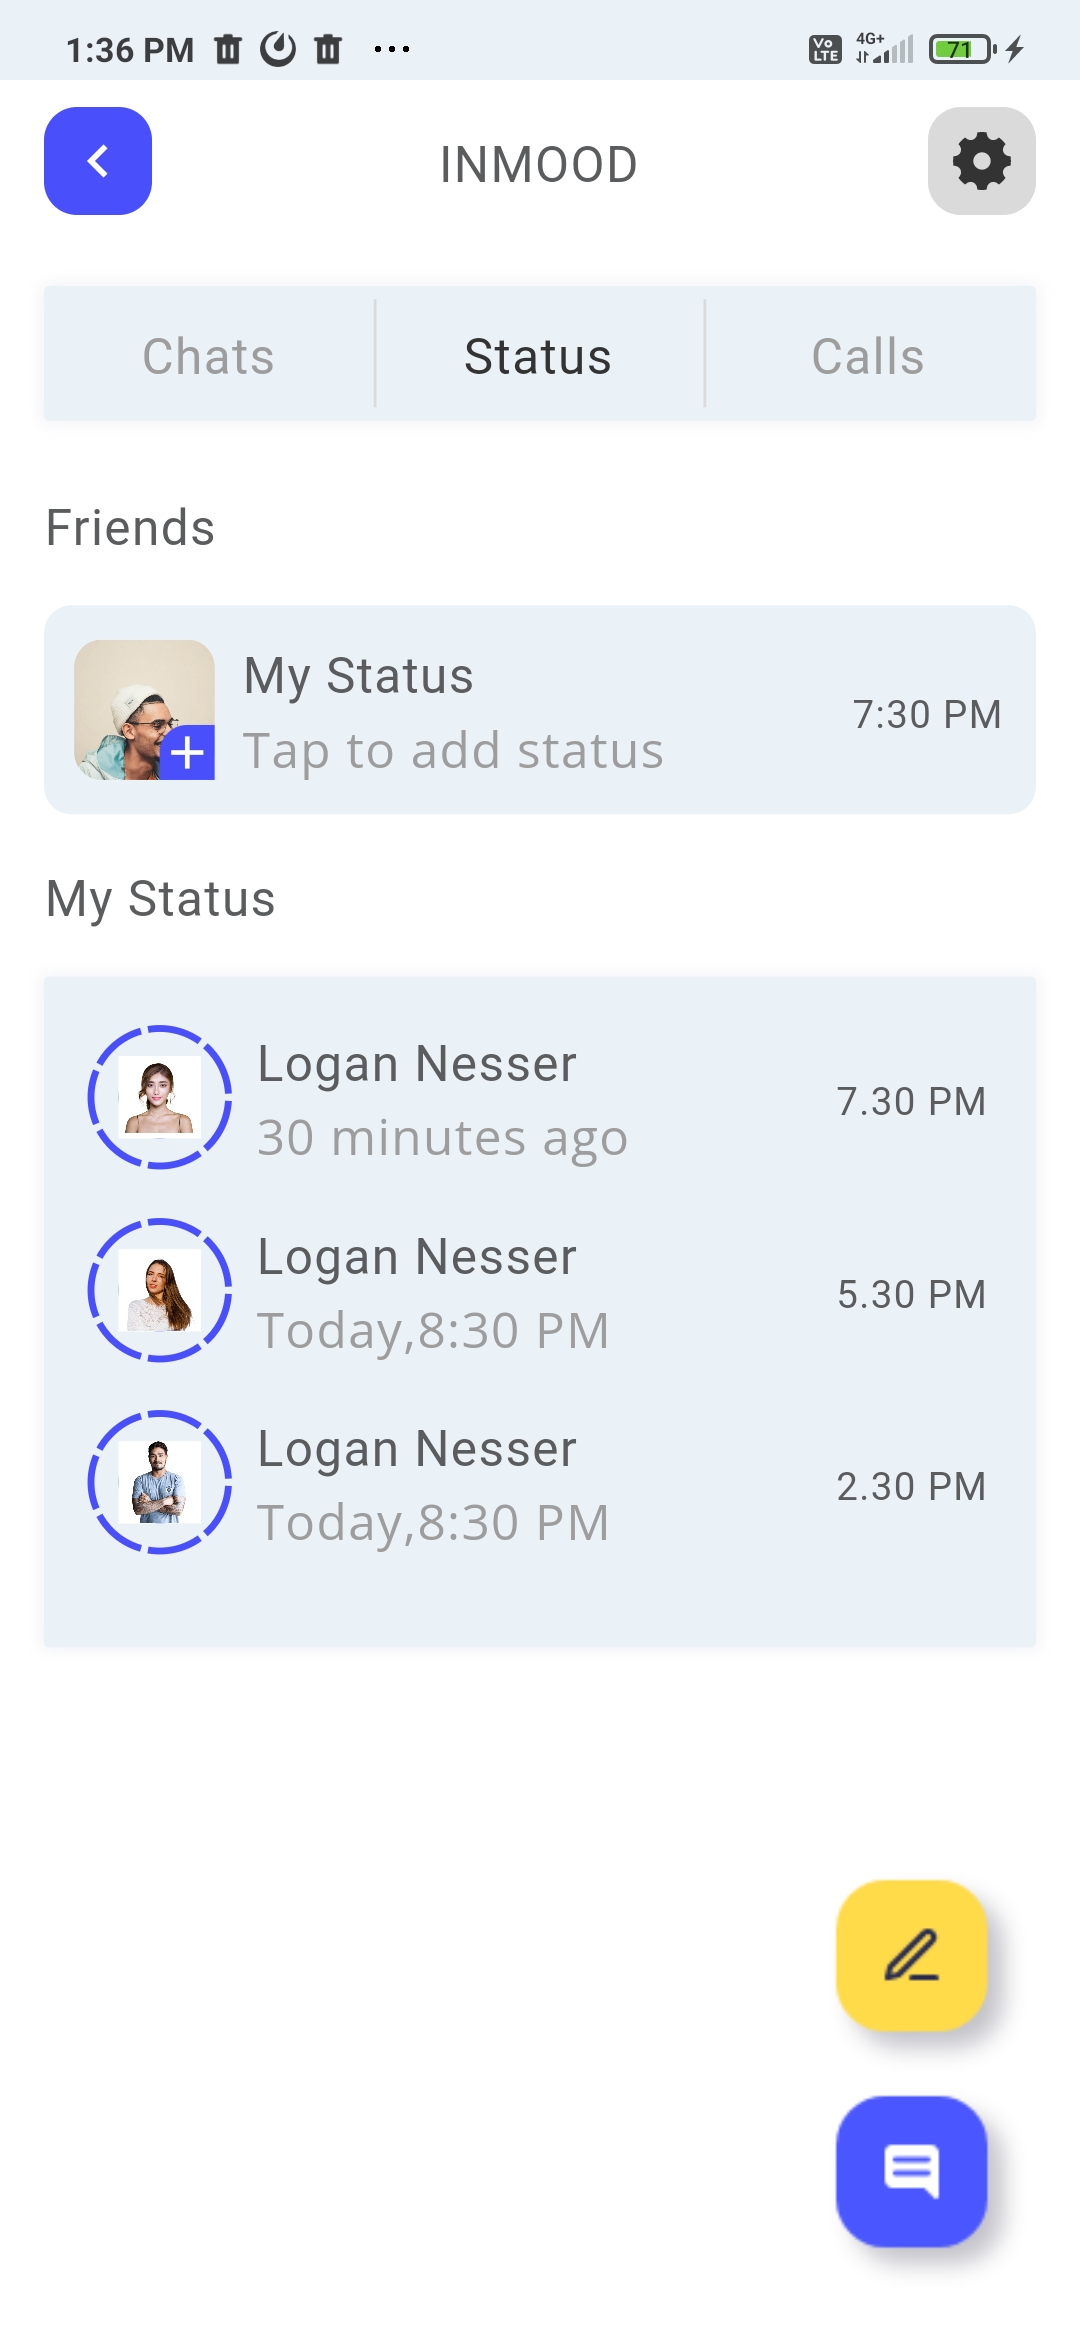 1:36 PM
Vo LTE
4G+
71
INMOOD
Chats
Status
Calls
Friends
My Status
Tap to add status
7:30 PM
My Status
Logan Nesser
30 minutes ago
7.30 PM
Logan Nesser
Today,8:30 PM
5.30 PM
Logan Nesser
Today,8:30 PM
2.30 PM